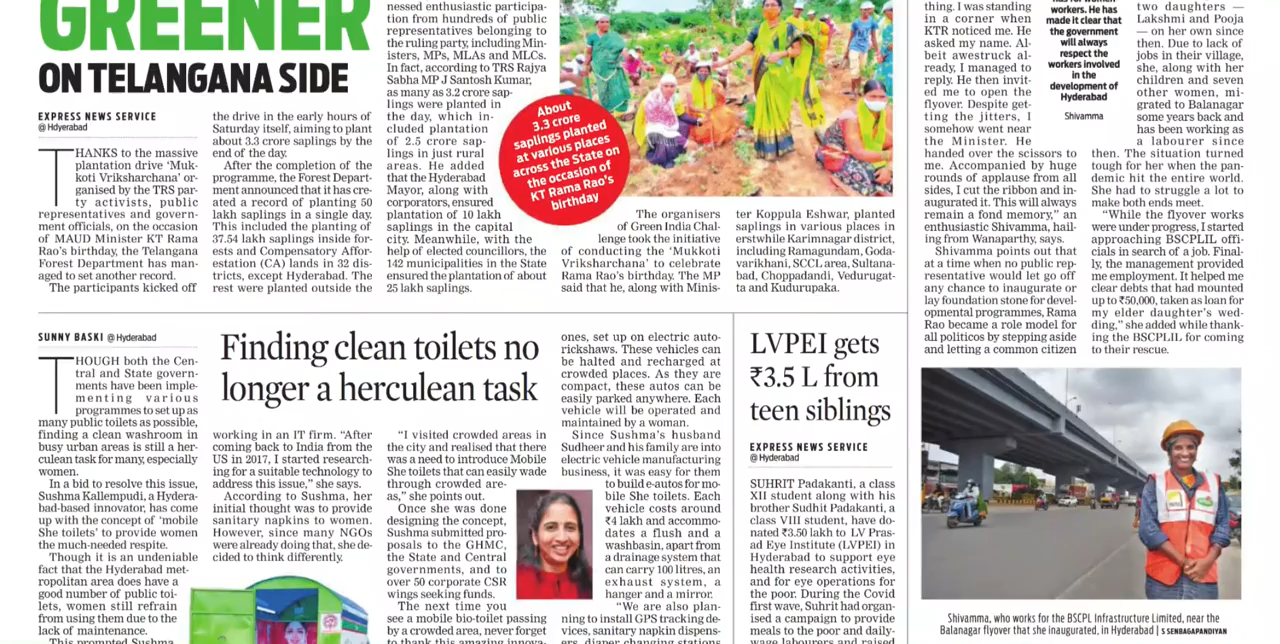 GREENER
ON TELANGANA SIDE
EXPRESS NEWS SERVICE
@ Hdyerabad
THANKS to the massive
plantation drive ‘Muk-
koti Vriksharchana’ or-
ganised by the TRS par-
ty activists, public
representatives and govern-
ment officials, on the occasion
of MAUD Minister KT Rama
Rao’s birthday, the Telangana
Forest Department has man-
aged to set another record.
The participants kicked off
the drive in the early hours of
Saturday itself, aiming to plant
about 3.3 crore saplings by the
end of the day.
After the completion of the
programme, the Forest Depart-
ment announced that it has cre-
ated a record of planting 50
lakh saplings in a single day.
This included the planting of
37.54 lakh saplings inside for-
ests and Compensatory Affor-
estation (CA) lands in 32 dis-
tricts, except Hyderabad. The
rest were planted outside the
nessed enthusiastic participa-
tion from hundreds of public
representatives belonging to
the ruling party, including Min-
isters, MPs, MLAs and MLCs.
In fact, according to TRS Rajya
Sabha MP J Santosh Kumar,
as many as 3.2 crore sap-
lings were planted in
the day, which in-
cluded plantation
of 2.5 crore sap-
lings in just rural
areas. He added
that the Hyderabad
Mayor, along with
corporators, ensured
plantation of 10 lakh
saplings in the capital
city. Meanwhile, with the
help of elected councillors, the
142 municipalities in the State
ensured the plantation of about
25 lakh saplings.
About
3.3 crore
saplings planted
at various places
across the State on
the occasion of
KT Rama Rao’s
birthday
The organisers
of Green India Chal-
lenge took the initiative
of conducting the ‘Mukkoti
Vriksharchana’ to celebrate
Rama Rao’s birthday. The MP
said that he, along with Minis-
ter Koppula Eshwar, planted
saplings in various places in
erstwhile Karimnagar district,
including Ramagundam, Goda-
varikhani, SCCL area, Sultana-
bad, Choppadandi, Vedurugat-
ta and Kudurupaka.
thing. I was standing
in a corner when
KTR noticed me. He
asked my name. Al-
beit awestruck al-
ready, I managed to
reply. He then invit-
ed me to open the
flyover. Despite get-
ting the jitters, I
somehow went near
the Minister. He
handed over the scissors to
me. Accompanied by huge
rounds of applause from all
sides, I cut the ribbon and in-
augurated it. This will always
remain a fond memory,” an
enthusiastic Shivamma, hail-
ing from Wanaparthy, says.
Shivamma points out that
at a time when no public rep-
resentative would let go off
any chance to inaugurate or
lay foundation stone for devel-
opmental programmes, Rama
Rao became a role model for
all politicos by stepping aside
and letting a common citizen
workers. He has
made it clear that
the government
will always
respect the
workers involved
in the
development of
Hyderabad
Shivamma
two daughters —
Lakshmi and Pooja
— on her own since
then. Due to lack of
jobs in their village,
she, along with her
children and seven
other women, mi-
grated to Balanagar
some years back and
has been working as
a labourer since
then. The situation turned
tough for her when the pan-
demic hit the entire world.
She had to struggle a lot to
make both ends meet.
“While the flyover works
were under progress, I started
approaching BSCPLIL offi-
cials in search of a job. Final-
ly, the management provided
me employment. It helped me
clear debts that had mounted
up to ₹50,000, taken as loan for
my elder daughter’s wed-
ding,” she added while thank-
ing the BSCPLIL for coming
to their rescue.
Shivamma, who works for the BSCPL Infrastructure Limited, near the
Balanagar flyover that she inaugurated, in Hyderabad | S SENBAGAPANDIYAN
SUNNY BASKI @ Hyderabad
Finding clean toilets no
longer a herculean task
THOUGH both the Cen-
tral and State govern-
ments have been imple-
menting various
programmes to set up as
many public toilets as possible,
finding a clean washroom in
busy urban areas is still a her-
culean task for many, especially
women.
In a bid to resolve this issue,
Sushma Kallempudi, a Hydera-
bad-based innovator, has come
up with the concept of ‘mobile
She toilets’ to provide women
the much-needed respite.
Though it is an undeniable
fact that the Hyderabad met-
ropolitan area does have a
good number of public toi-
lets, women still refrain
from using them due to the
lack of maintenance.
This prompted Sushma,
working in an IT firm. “After
coming back to India from the
US in 2017, I started research-
ing for a suitable technology to
address this issue,” she says.
According to Sushma, her
initial thought was to provide
sanitary napkins to women.
However, since many NGOs
were already doing that, she de-
cided to think differently.
“I visited crowded areas in
the city and realised that there
was a need to introduce Mobile
She toilets that can easily wade
through crowded are-
as,” she points out.
Once she was done
designing the concept,
Sushma submitted pro-
posals to the GHMC,
the State and Central
governments, and to
over 50 corporate CSR
wings seeking funds.
The next time you
see a mobile bio-toilet passing
by a crowded area, never forget
to thank this amazing innova-
ones, set up on electric auto-
rickshaws. These vehicles can
be halted and recharged at
crowded places. As they are
compact, these autos can be
easily parked anywhere. Each
vehicle will be operated and
maintained by a woman.
Since Sushma’s husband
Sudheer and his family are into
electric vehicle manufacturing
business, it was easy for them
to build e-autos for mo-
bile She toilets. Each
vehicle costs around
₹4 lakh and accommo-
dates a flush and a
washbasin, apart from
a drainage system that
can carry 100 litres, an
exhaust system, a
hanger and a mirror.
“We are also plan-
ning to install GPS tracking de-
vices, sanitary napkin dispens-
ers, diaper changing stations
LVPEI gets
₹3.5 L from
teen siblings
EXPRESS NEWS SERVICE
@ Hyderabad
SUHRIT Padakanti, a class
XII student along with his
brother Sudhit Padakanti, a
class VIII student, have do-
nated ₹3.50 lakh to LV Pras-
ad Eye Institute (LVPEI) in
Hyderabad to support eye
health research activities,
and for eye operations for
the poor. During the Covid
first wave, Suhrit had organ-
ised a campaign to provide
meals to the poor and daily-
wage labourers and raised